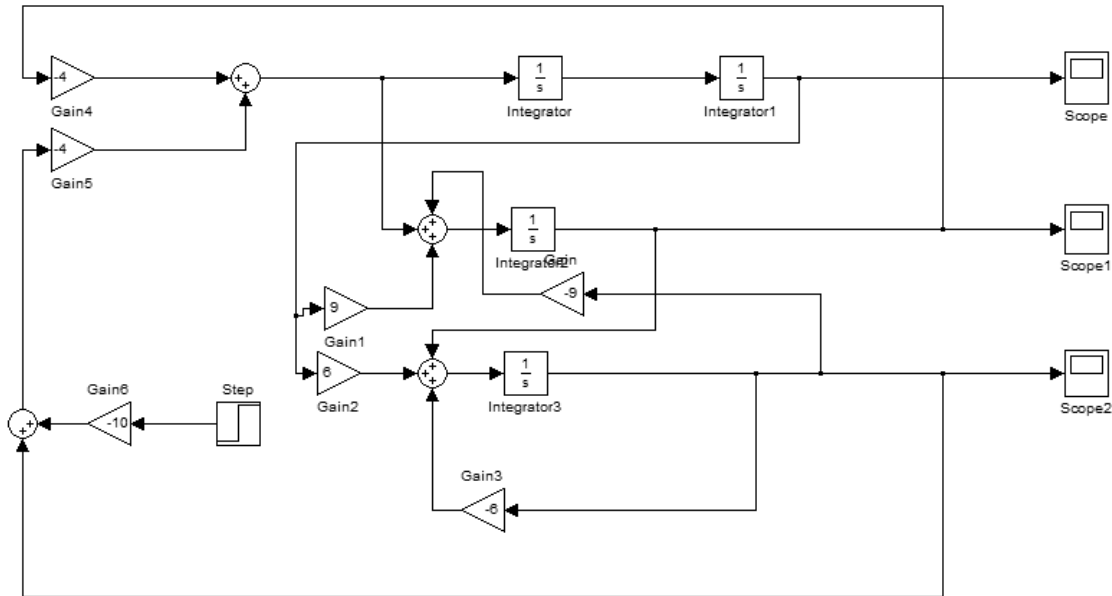 -4
Gain4
1
s
Integrator
1
s
Integrator1
Scope
-4
Gain5
1
s
Integrator2
Gain
Scope1
-9
9
Gain1
6
Gain2
1
s
Integrator3
Scope2
Gain6
Step
-10
Gain3
-6